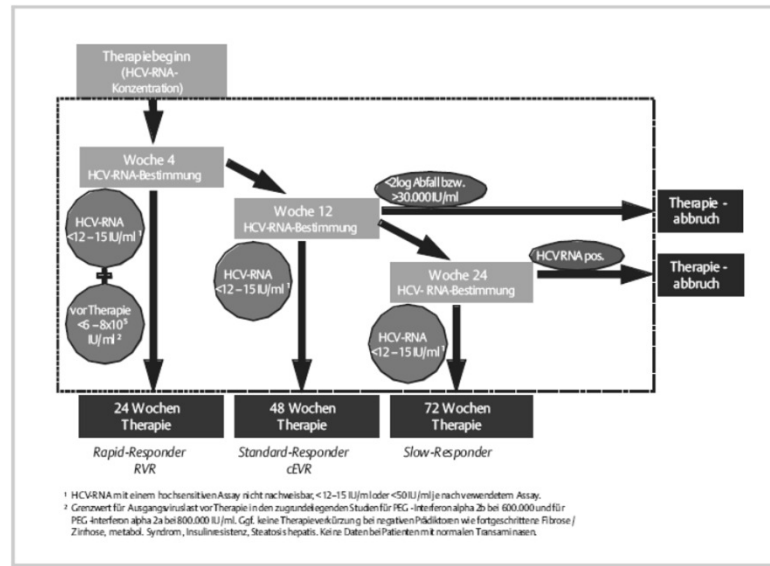 Therapiebeginn
(HCV-RNA-
Konzentration)
Woche 4
HCV-RNA-Bestimmung
<2log Abfall bzw.
>30.000IU/ml
Therapie -
abbruch
HCV-RNA
<12–15 IU/ml ¹
Woche 12
HCV-RNA-Bestimmung
HCV-RNA
<12–15 IU/ml ¹
HCV RNA pos.
Therapie -
abbruch
Woche 24
HCV- RNA-Bestimmung
vor Therapie
<6 –8x10⁵
IU/ml ²
HCV-RNA
<12–15 IU/ml ¹
24 Wochen
Therapie
48 Wochen
Therapie
72 Wochen
Therapie
Rapid-Responder
RVR
Standard-Responder
cEVR
Slow-Responder
¹ HCV-RNA mit einem hochsensitiven Assay nicht nachweisbar, <12–15 IU/ml oder <50 IU/ml je nach verwendetem Assay.
² Grenzwert für Ausgangsviruslast vor Therapie in den zugrundeliegenden Studien für PEG -Interferon alpha 2b bei 600.000 und für
PEG -Interferon alpha 2a bei 800.000 IU/ml. Ggf. keine Therapieverkürzung bei negativen Prädiktoren wie fortgeschrittene Fibrose /
Zirrhose, metabol. Syndrom, Insulinresistenz, Steatosis hepatis. Keine Daten bei Patienten mit normalen Transaminasen.